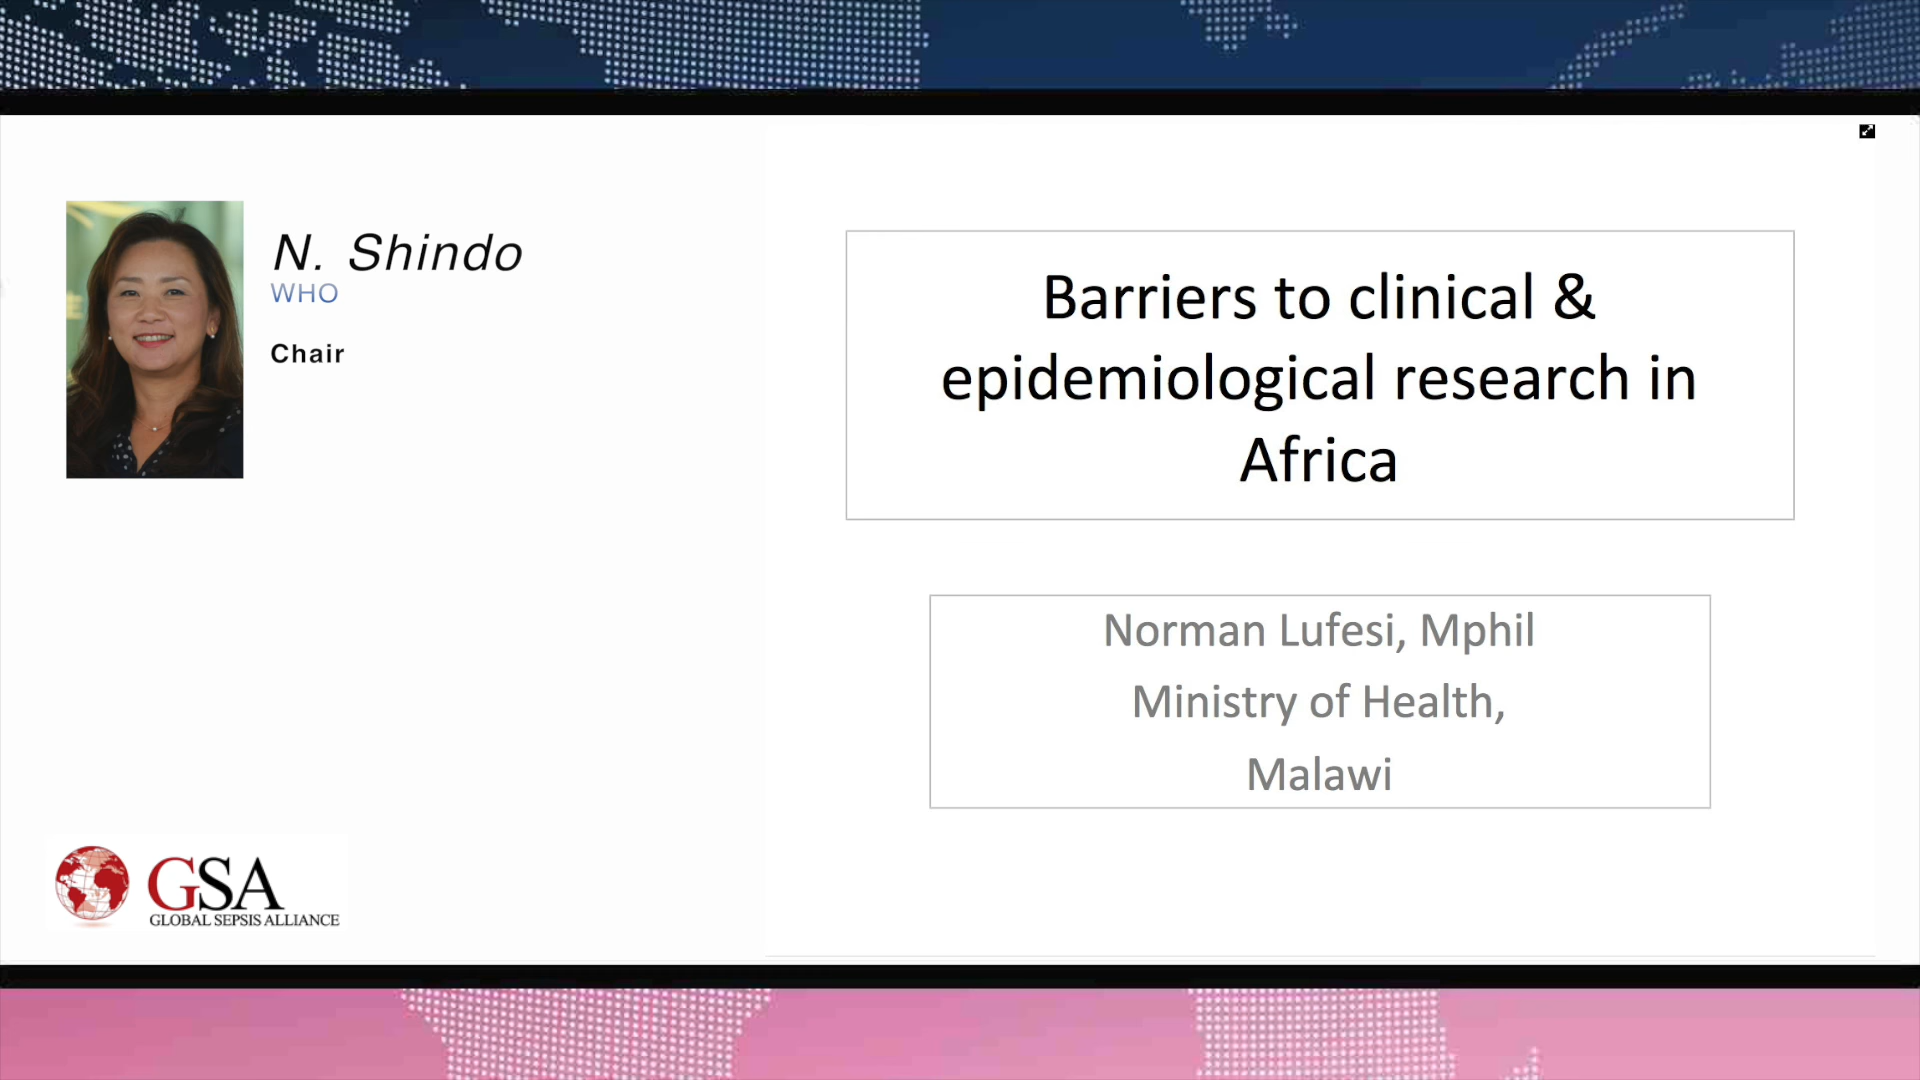 N. Shindo
WHO
Chair
Barriers to clinical &
epidemiological research in
Africa
Norman Lufesi, Mphil
Ministry of Health,
Malawi
GSA
GLOBAL SEPSIS ALLIANCE